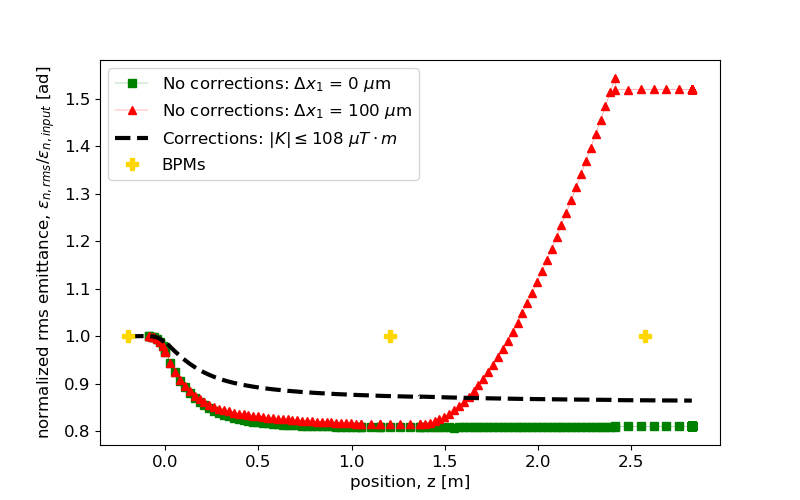 No corrections: Δx₁ = 0 μm
No corrections: Δx₁ = 100 μm
Corrections: |K| ≤ 108 μT · m
BPMs
normalized rms emittance, εₙ,ᵣₘₛ/εₙ,ᵢₙₚᵤₜ [ad]
1.5
1.4
1.3
1.2
1.1
1.0
0.9
0.8
0.0 0.5 1.0 1.5 2.0 2.5
position, z [m]